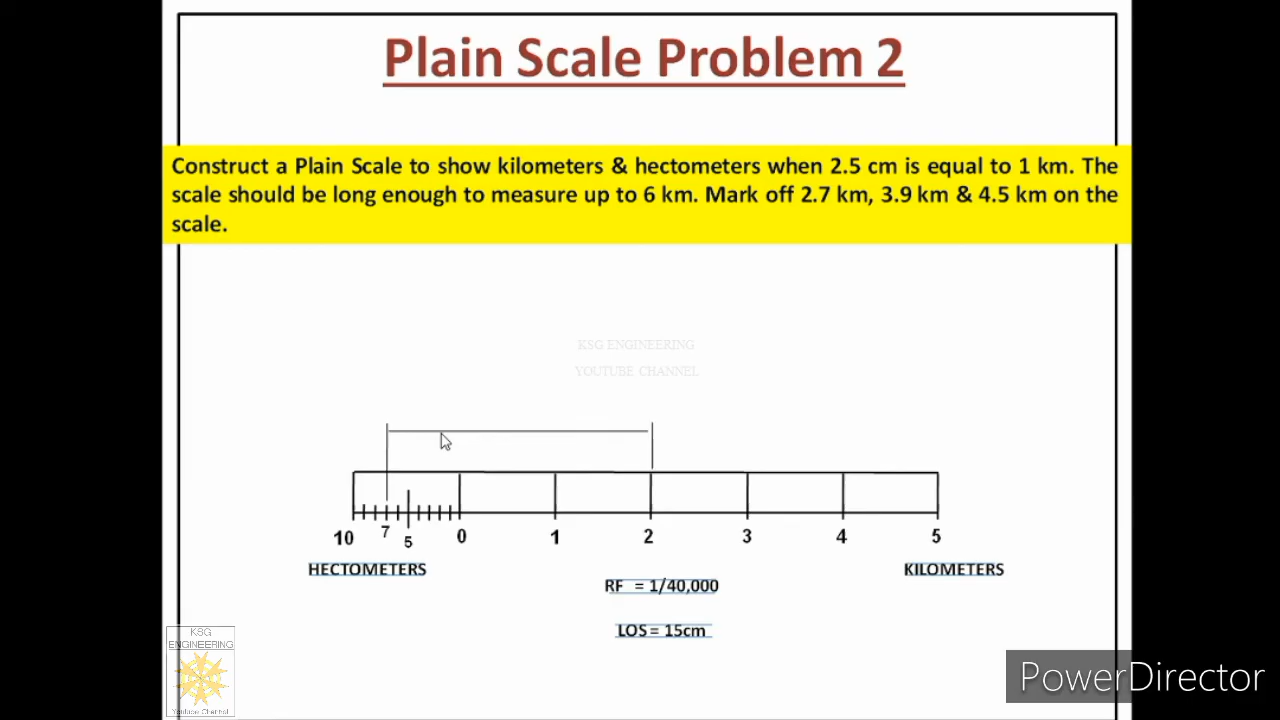 Plain Scale Problem 2
Construct a Plain Scale to show kilometers & hectometers when 2.5 cm is equal to 1 km. The
scale should be long enough to measure up to 6 km. Mark off 2.7 km, 3.9 km & 4.5 km on the
scale.
KSG ENGINEERING
YOUTUBE CHANNEL
10 7 5 0 1 2 3 4 5
HECTOMETERS KILOMETERS
RF = 1/40,000
LOS = 15cm
KSG
ENGINEERING
Youtube Channel
PowerDirector